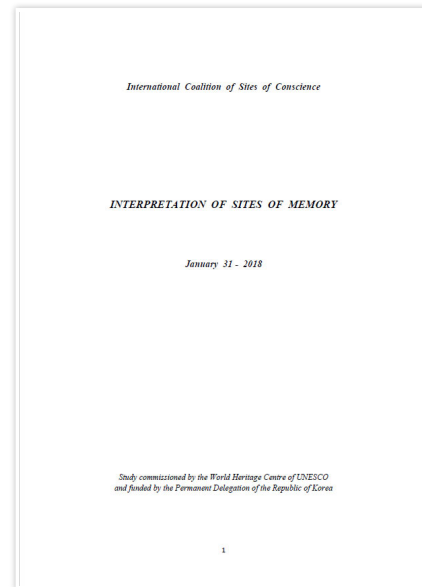 International Coalition of Sites of Conscience
INTERPRETATION OF SITES OF MEMORY
January 31 - 2018
Study commissioned by the World Heritage Centre of UNESCO
and funded by the Permanent Delegation of the Republic of Korea
1